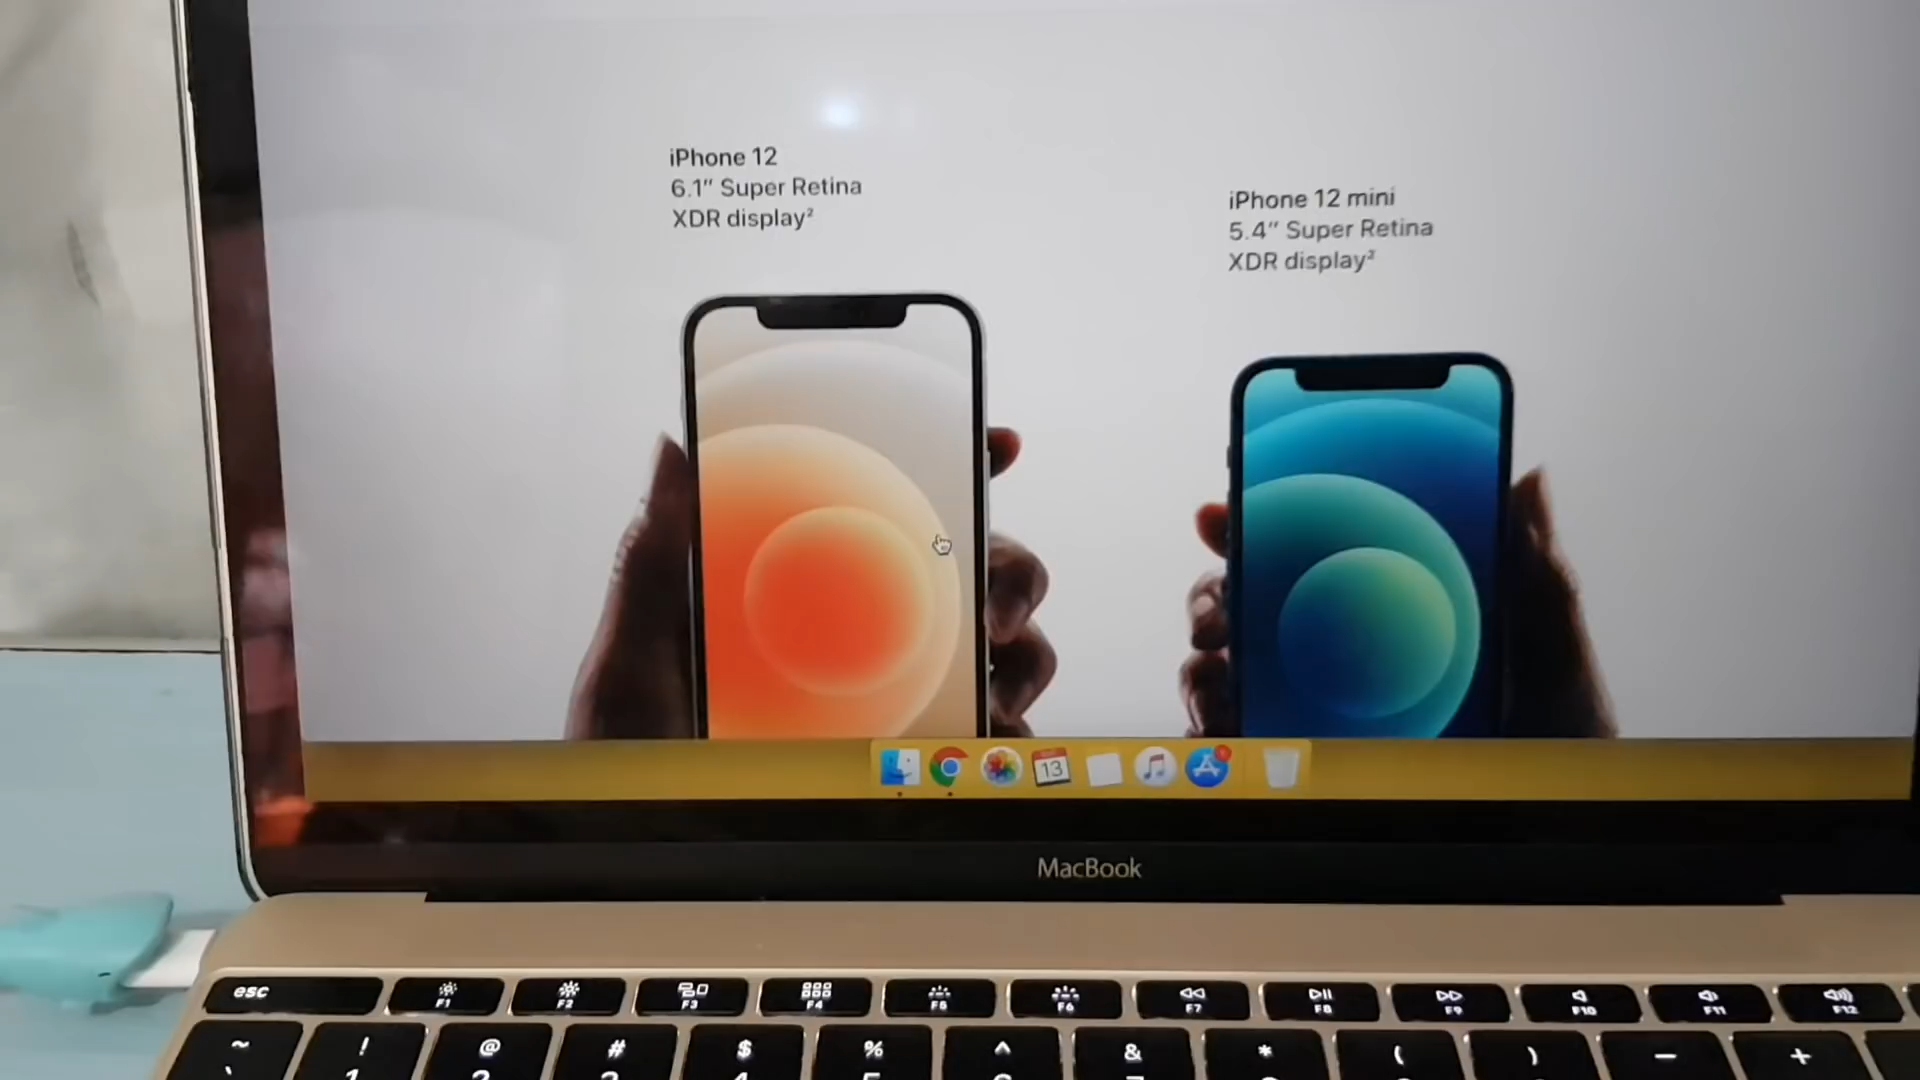 iPhone 12
6.1" Super Retina
XDR display²
iPhone 12 mini
5.4" Super Retina
XDR display²
13
MacBook
esc
F1
F2
F3
F4
F5
F6
F7
F8
F9
F10
F11
F12
~
!
@
#
$
%
^
&
*
(
)
–
+